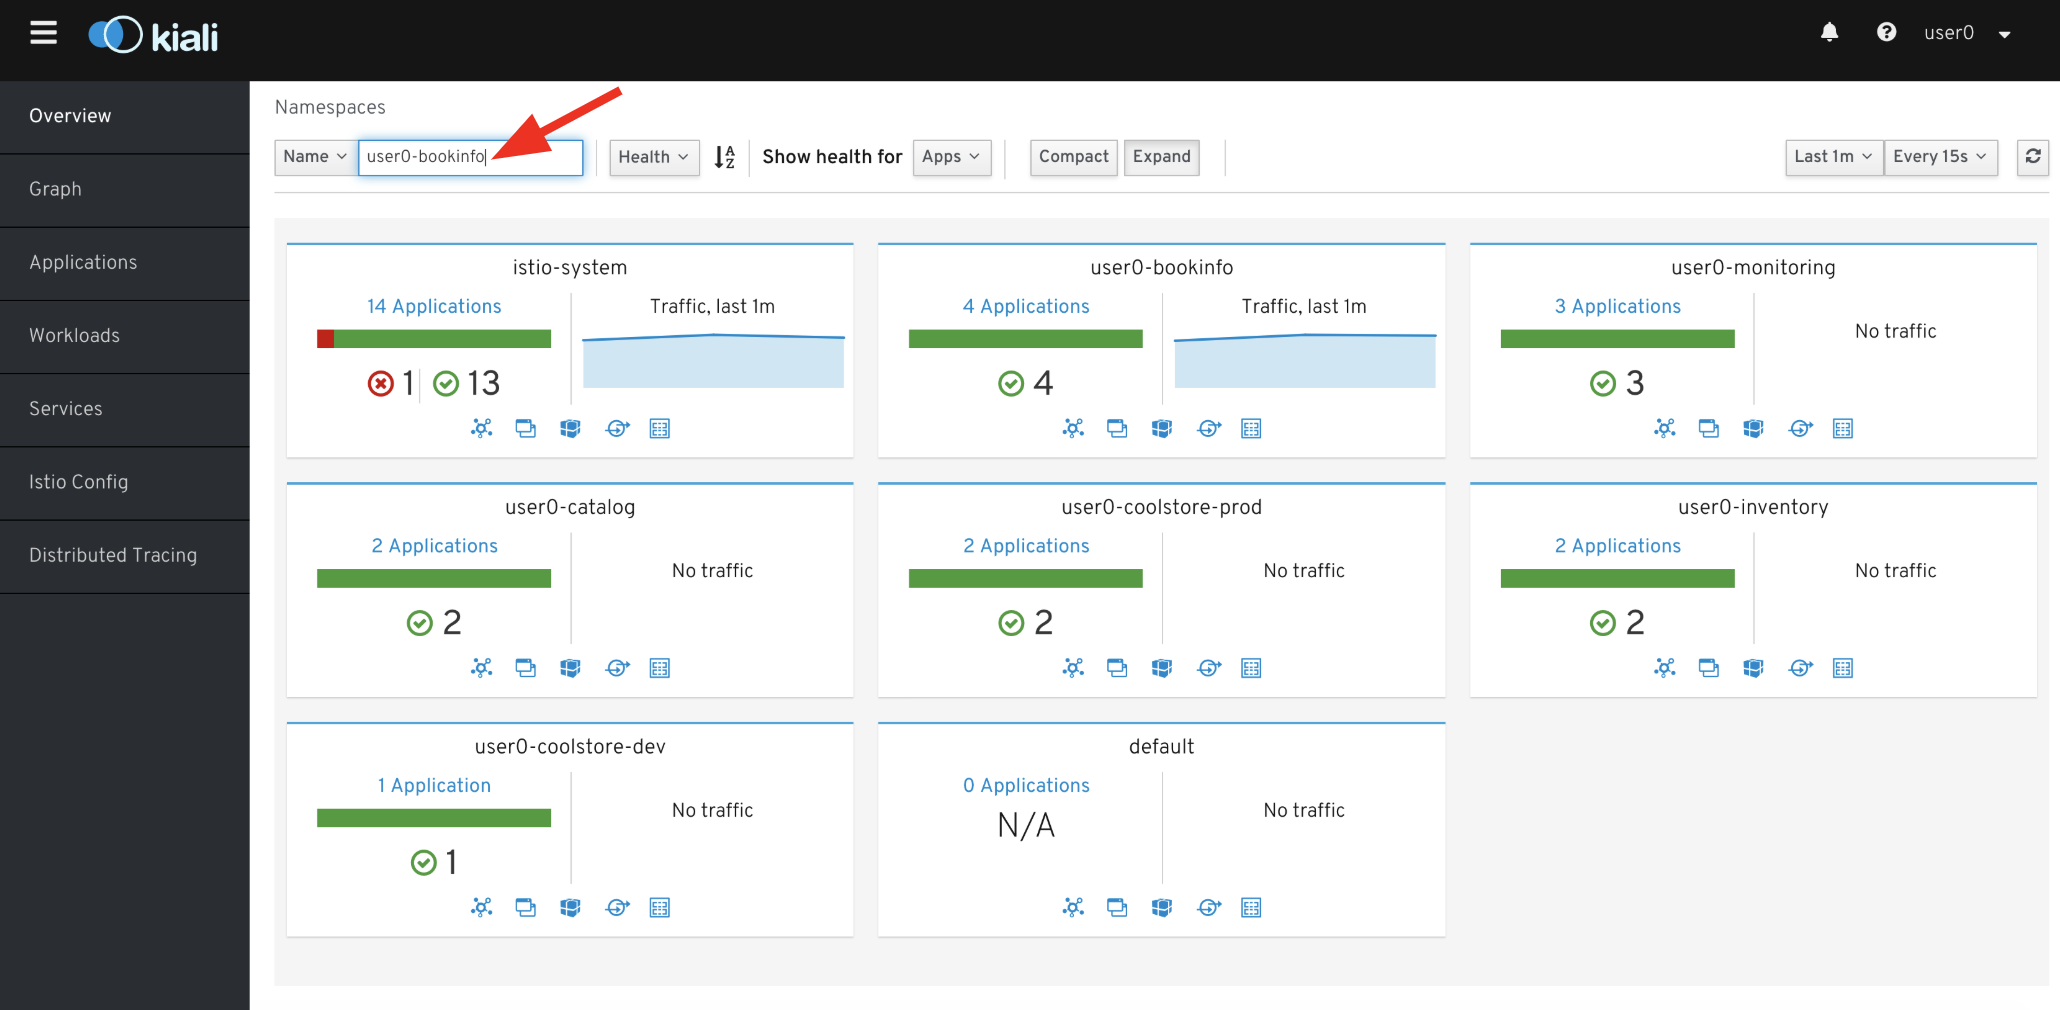 kiali
user0
Overview
Graph
Applications
Workloads
Services
Istio Config
Distributed Tracing
Namespaces
Name user0-bookinfo Health Show health for Apps Compact Expand Last 1m Every 15s
istio-system
14 Applications
1 13
Traffic, last 1m
user0-bookinfo
4 Applications
4
Traffic, last 1m
user0-monitoring
3 Applications
3
No traffic
user0-catalog
2 Applications
2
No traffic
user0-coolstore-prod
2 Applications
2
No traffic
user0-inventory
2 Applications
2
No traffic
user0-coolstore-dev
1 Application
1
No traffic
default
0 Applications
N/A
No traffic